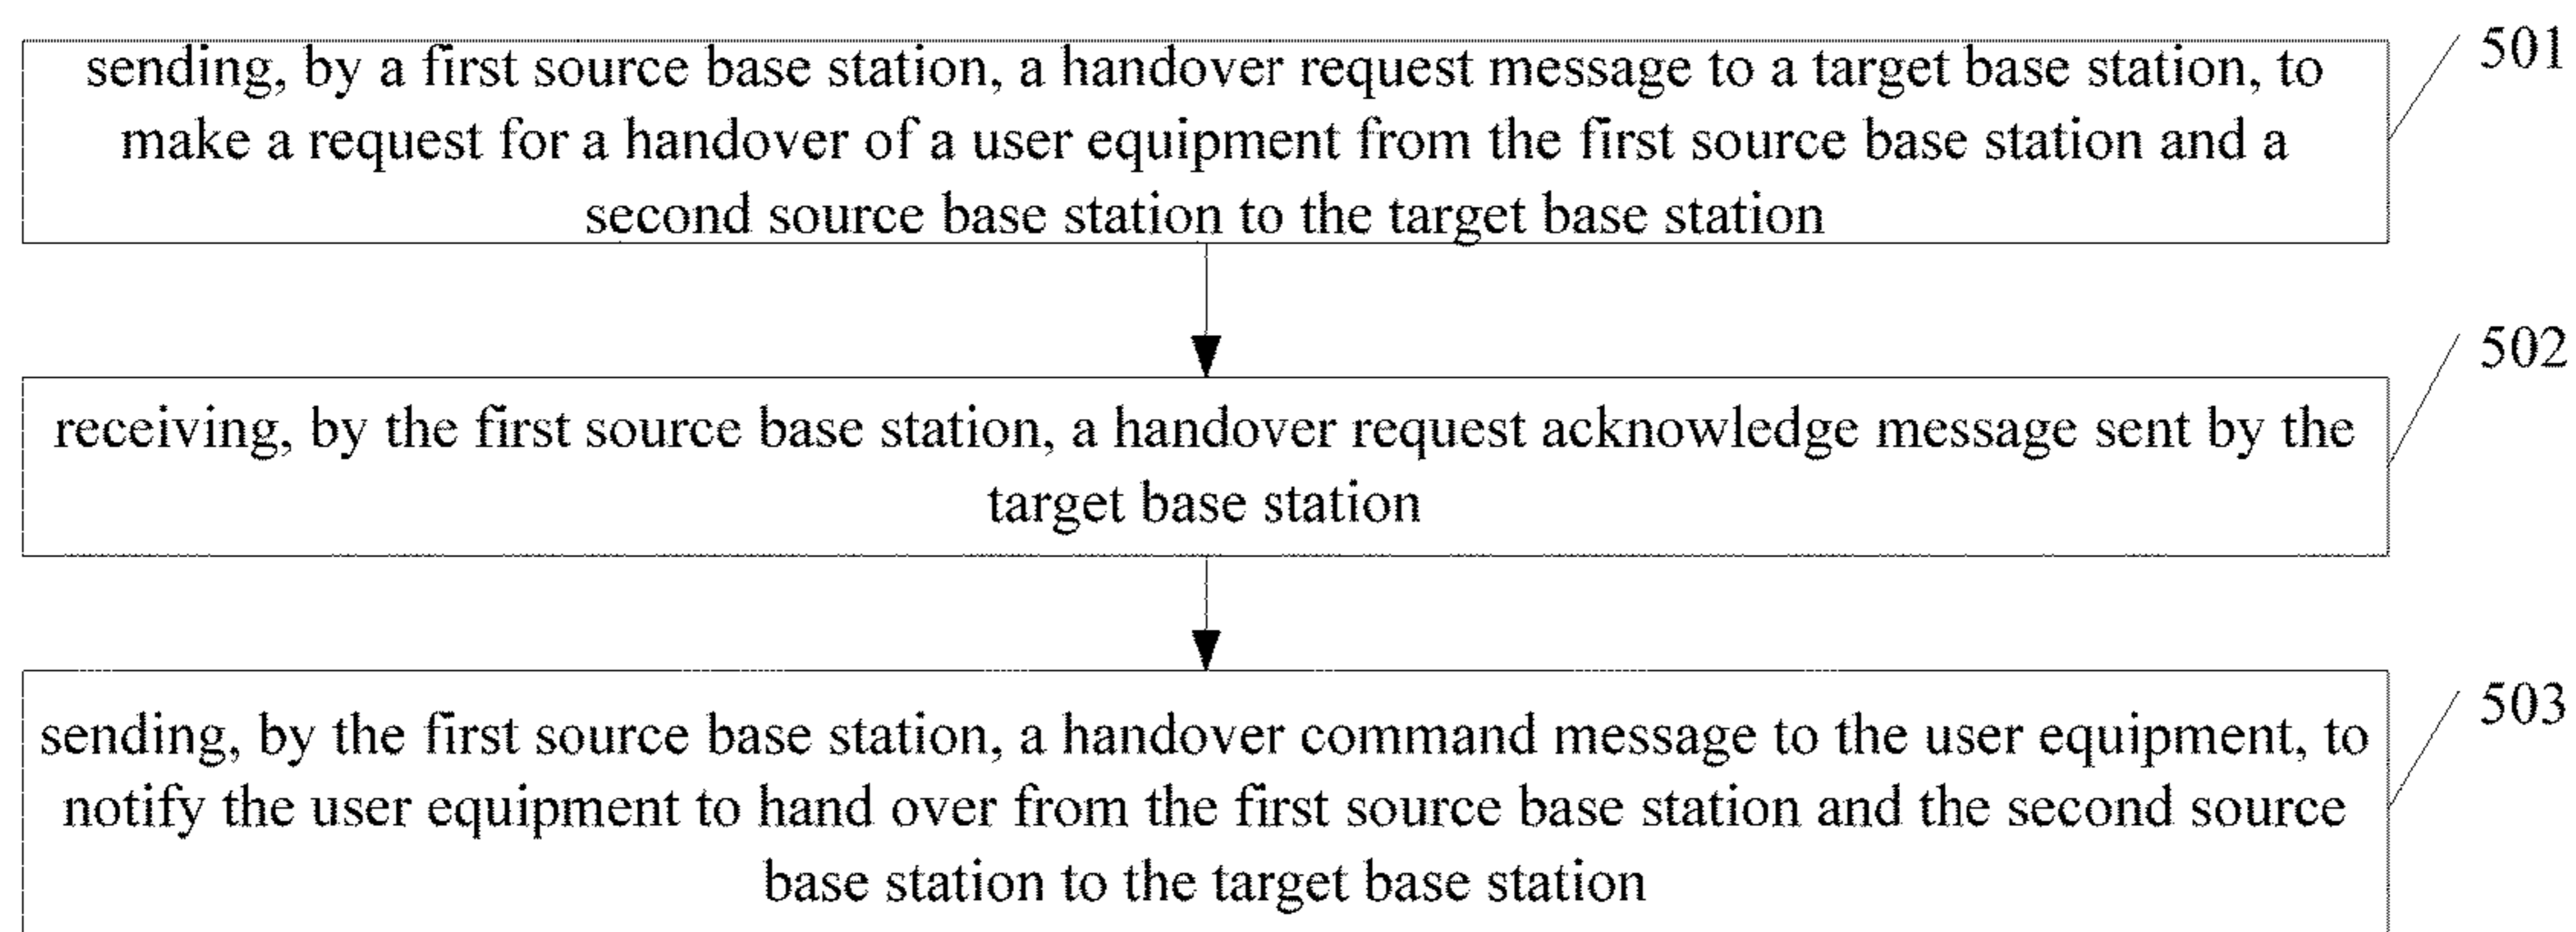 sending, by a first source base station, a handover request message to a target base station, to
make a request for a handover of a user equipment from the first source base station and a
second source base station to the target base station
501
receiving, by the first source base station, a handover request acknowledge message sent by the
target base station
502
sending, by the first source base station, a handover command message to the user equipment, to
notify the user equipment to hand over from the first source base station and the second source
base station to the target base station
503